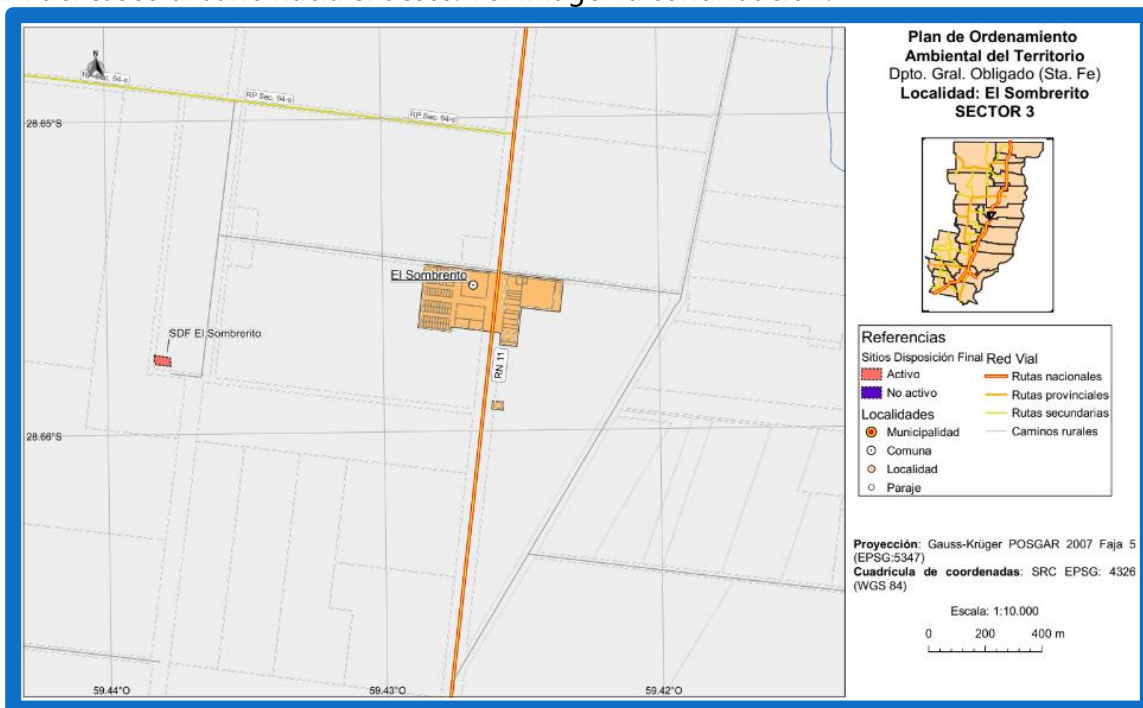 Plan de Ordenamiento
Ambiental del Territorio
Dpto. Gral. Obligado (Sta. Fe)
Localidad: El Sombrerito
SECTOR 3
N
RP Sec. 94-s
RP Sec. 94-s
RP Sec. 94-s
28.65°S
El Sombrerito
SDF El Sombrerito
RN 11
28.66°S
59.44°O
59.43°O
59.42°O
Referencias
Sitios Disposición Final
Activo
No activo
Localidades
Municipalidad
Comuna
Localidad
Paraje
Red Vial
Rutas nacionales
Rutas provinciales
Rutas secundarias
Caminos rurales
Proyección: Gauss-Krüger POSGAR 2007 Faja 5
(EPSG:5347)
Cuadrícula de coordenadas: SRC EPSG: 4326
(WGS 84)
Escala: 1:10.000
0 200 400 m